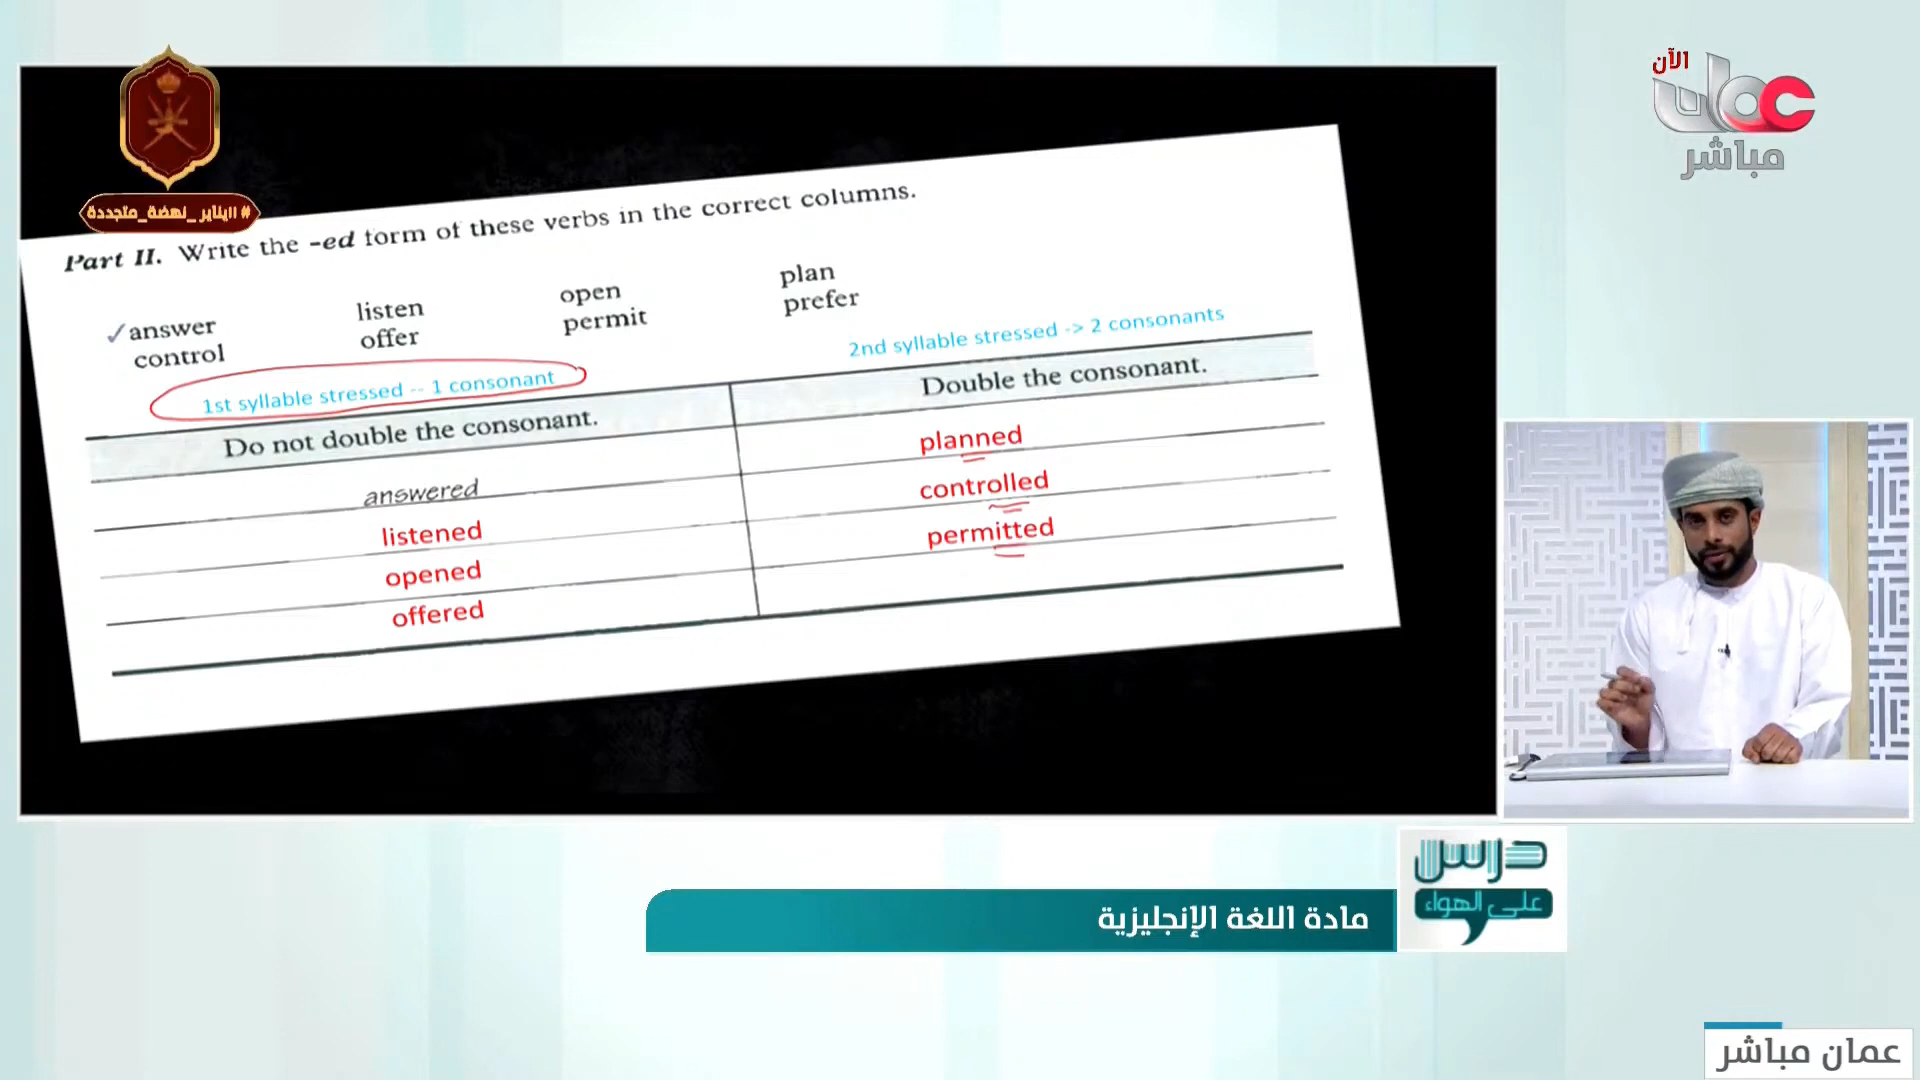 الآن
عمان
مباشر
# ١١يناير_نهضة_متجددة
Part II. Write the -ed form of these verbs in the correct columns.
✓answer listen open plan
control offer permit prefer
1st syllable stressed -- 1 consonant
2nd syllable stressed -> 2 consonants
Do not double the consonant. Double the consonant.
answered planned
listened controlled
opened permitted
offered
درس
على الهواء
مادة اللغة الإنجليزية
عمان مباشر